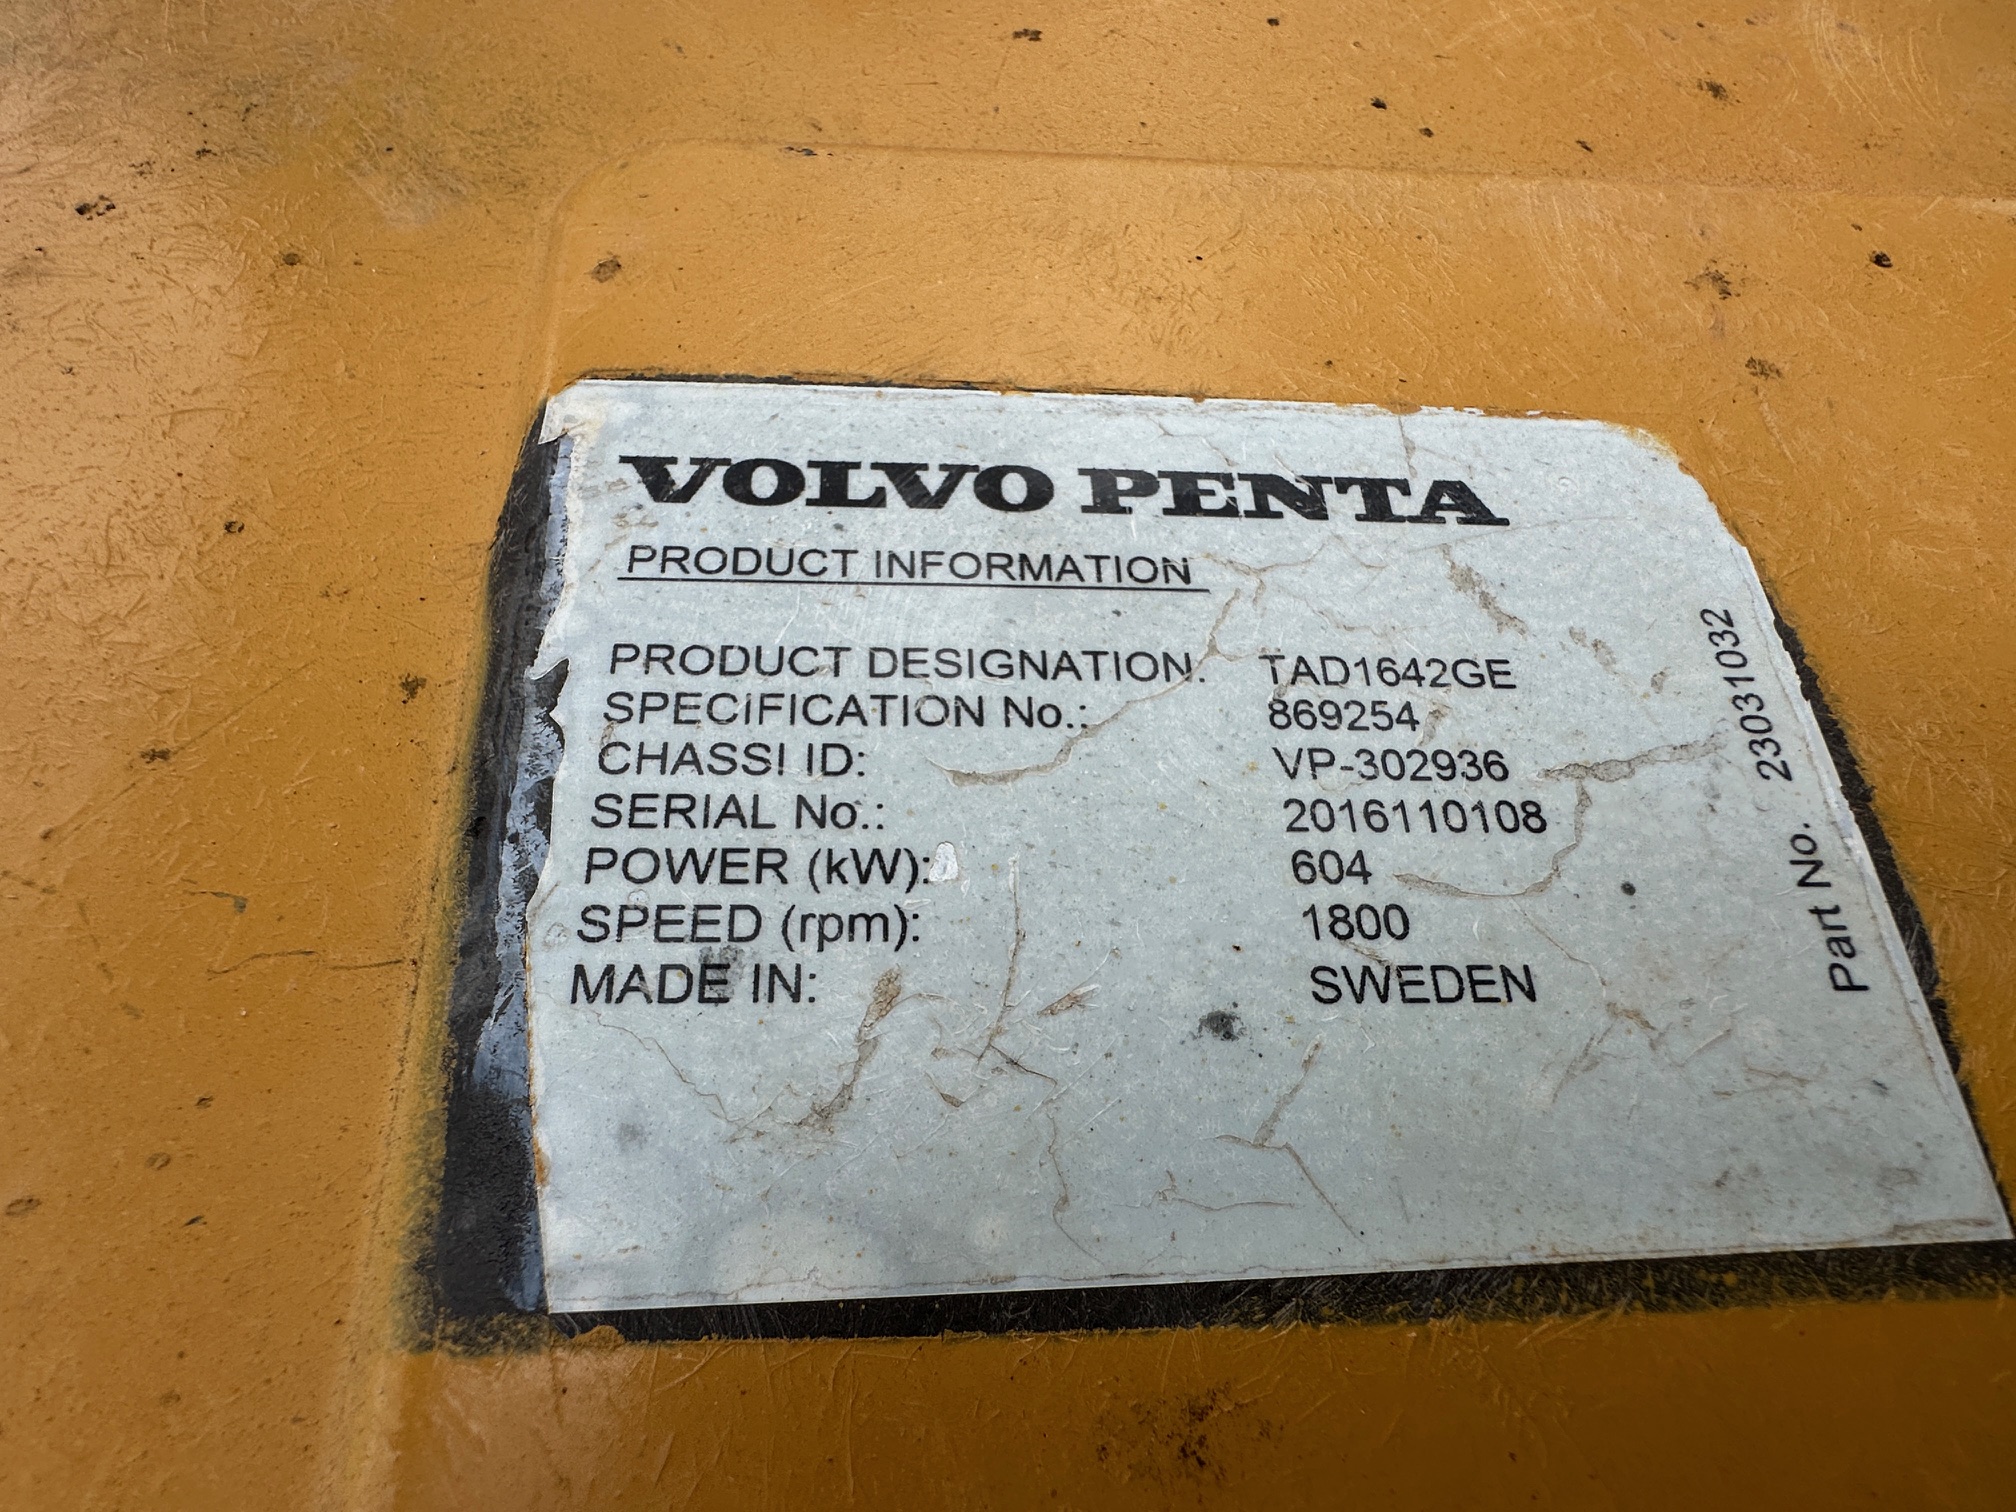 VOLVO PENTA
PRODUCT INFORMATION
PRODUCT DESIGNATION: TAD1642GE
SPECIFICATION No.: 869254
CHASSI ID: VP-302936
SERIAL No.: 2016110108
POWER (kW): 604
SPEED (rpm): 1800
MADE IN: SWEDEN
Part No. 23031032